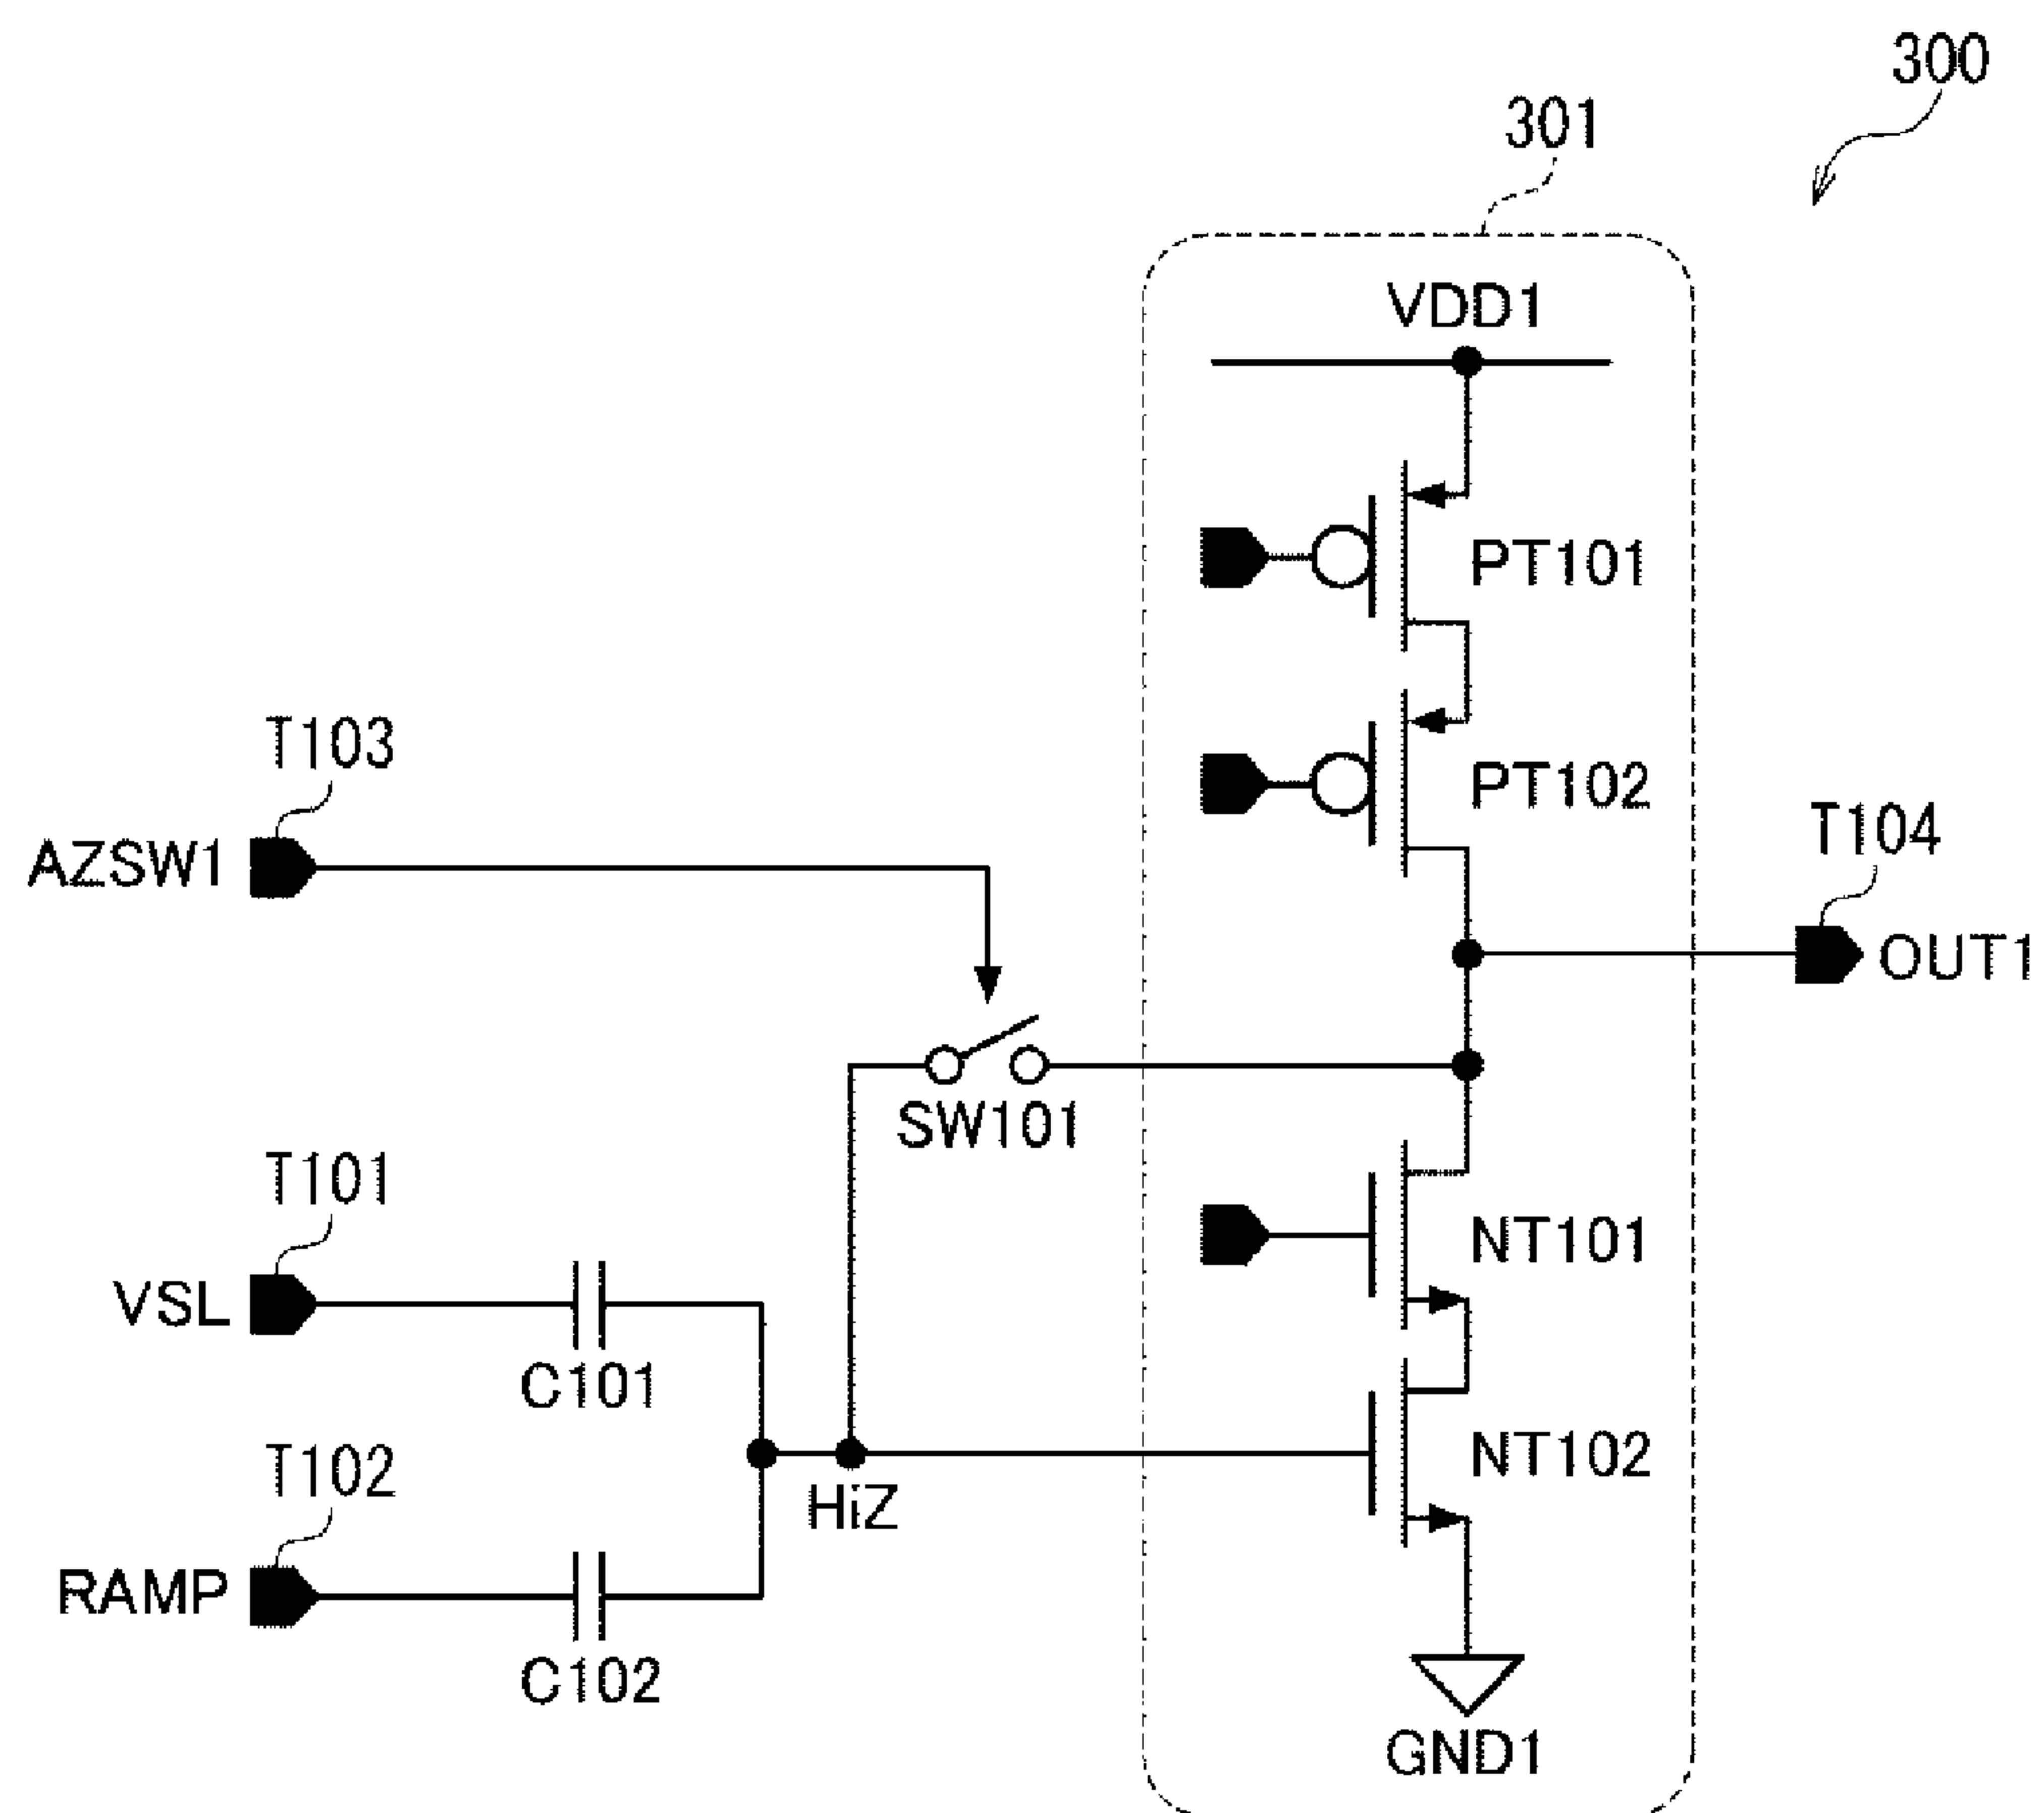 300
301
VDD1
PT101
T103
PT102
T104
AZSW1
OUT1
SW101
T101
NT101
VSL
C101
T102
NT102
HiZ
RAMP
C102
GND1